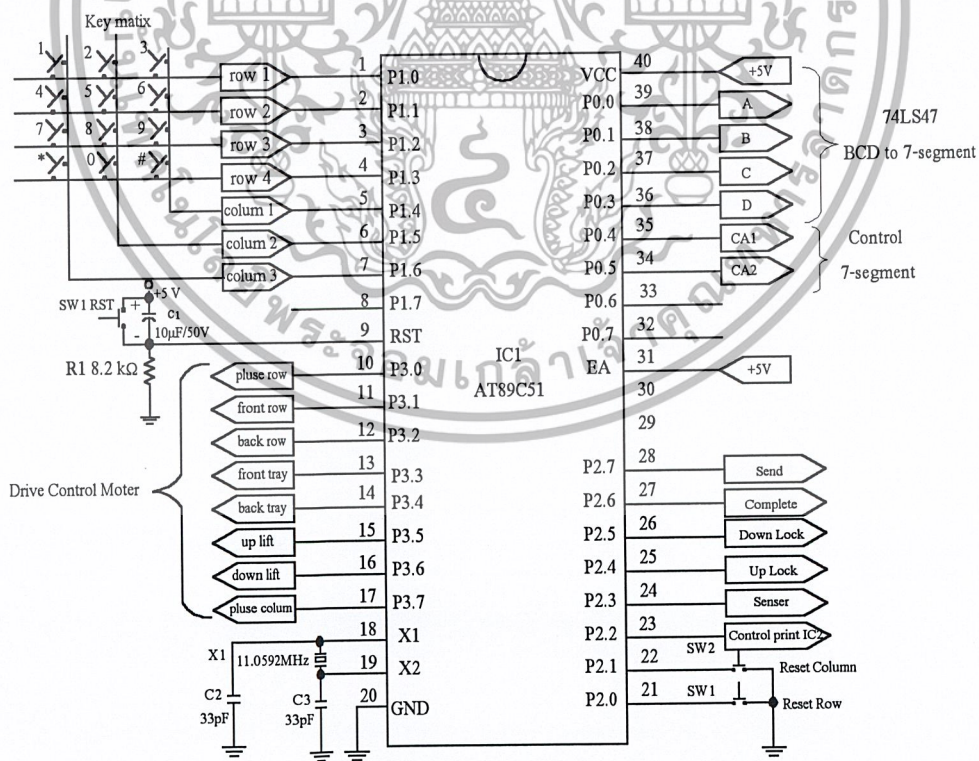 Key matix
1 2 3
4 5 6
7 8 9
* 0 #
row 1
row 2
row 3
row 4
colum 1
colum 2
colum 3
1 P1.0
2 P1.1
3 P1.2
4 P1.3
5 P1.4
6 P1.5
7 P1.6
8 P1.7
9 RST
10 P3.0
11 P3.1
12 P3.2
13 P3.3
14 P3.4
15 P3.5
16 P3.6
17 P3.7
18 X1
19 X2
20 GND
SW1 RST
+5 V
+
C1
10µF/50V
-
R1 8.2 kΩ
Drive Control Moter
pluse row
front row
back row
front tray
back tray
up lift
down lift
pluse colum
X1 11.0592MHz
C2
33pF
C3
33pF
IC1
AT89C51
VCC 40 +5V
P0.0 39 A
P0.1 38 B
P0.2 37 C
P0.3 36 D
P0.4 35 CA1
P0.5 34 CA2
P0.6 33
P0.7 32
EA 31 +5V
30
29
P2.7 28 Send
P2.6 27 Complete
P2.5 26 Down Lock
P2.4 25 Up Lock
P2.3 24 Senser
P2.2 23 Control print IC2
P2.1 22 SW2 Reset Column
P2.0 21 SW1 Reset Row
74LS47
BCD to 7-segment
Control
7-segment